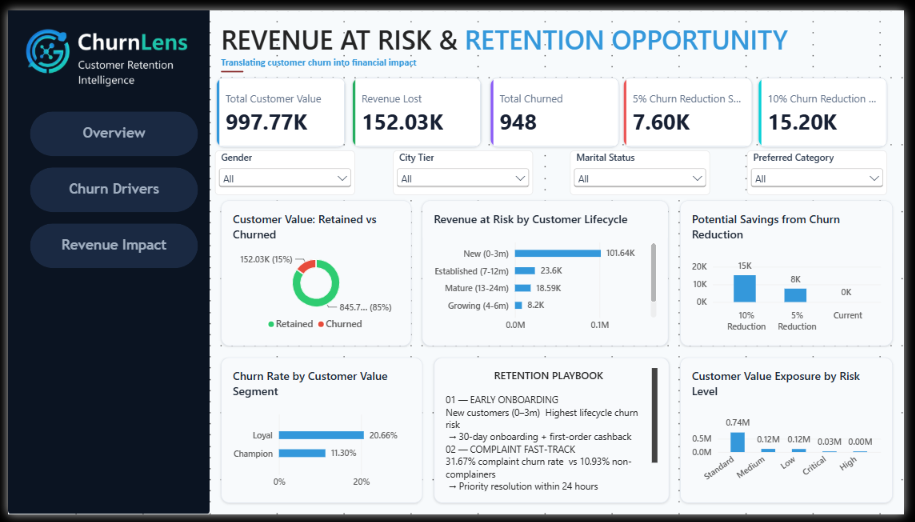 ChurnLens
Customer Retention
Intelligence
Overview
Churn Drivers
Revenue Impact
REVENUE AT RISK & RETENTION OPPORTUNITY
Translating customer churn into financial impact
Total Customer Value
997.77K
Revenue Lost
152.03K
Total Churned
948
5% Churn Reduction S...
7.60K
10% Churn Reduction ...
15.20K
Gender
All
City Tier
All
Marital Status
All
Preferred Category
All
Customer Value: Retained vs
Churned
152.03K (15%)
845.7... (85%)
Retained Churned
Revenue at Risk by Customer Lifecycle
New (0-3m) 101.64K
Established (7-12m) 23.6K
Mature (13-24m) 18.59K
Growing (4-6m) 8.2K
0.0M 0.1M
Potential Savings from Churn
Reduction
20K
10K
0K
15K
8K
0K
10%
Reduction
5%
Reduction
Current
Churn Rate by Customer Value
Segment
Loyal 20.66%
Champion 11.30%
0% 20%
RETENTION PLAYBOOK
01 — EARLY ONBOARDING
New customers (0–3m) Highest lifecycle churn
risk
→ 30-day onboarding + first-order cashback
02 — COMPLAINT FAST-TRACK
31.67% complaint churn rate vs 10.93% non-
complainers
→ Priority resolution within 24 hours
Customer Value Exposure by Risk
Level
0.5M
0.0M
0.74M
0.12M
0.12M
0.03M
0.00M
Standard
Medium
Low
Critical
High